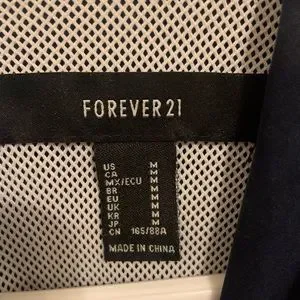 FOREVER 21
US M
CA M
MX/ECU M
BR M
EU M
UK M
KR M
JP M
CN 165/88A
MADE IN CHINA